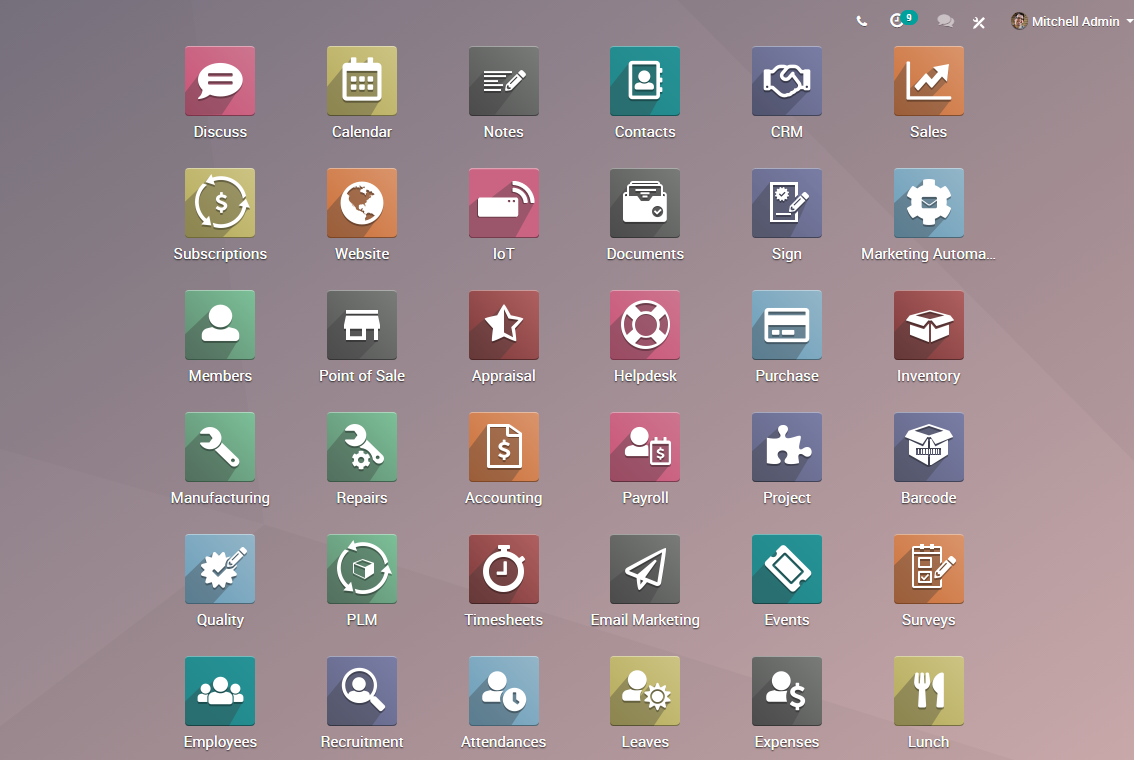 9 Mitchell Admin
Discuss Calendar Notes Contacts CRM Sales
Subscriptions Website IoT Documents Sign Marketing Automa...
Members Point of Sale Appraisal Helpdesk Purchase Inventory
Manufacturing Repairs Accounting Payroll Project Barcode
Quality PLM Timesheets Email Marketing Events Surveys
Employees Recruitment Attendances Leaves Expenses Lunch